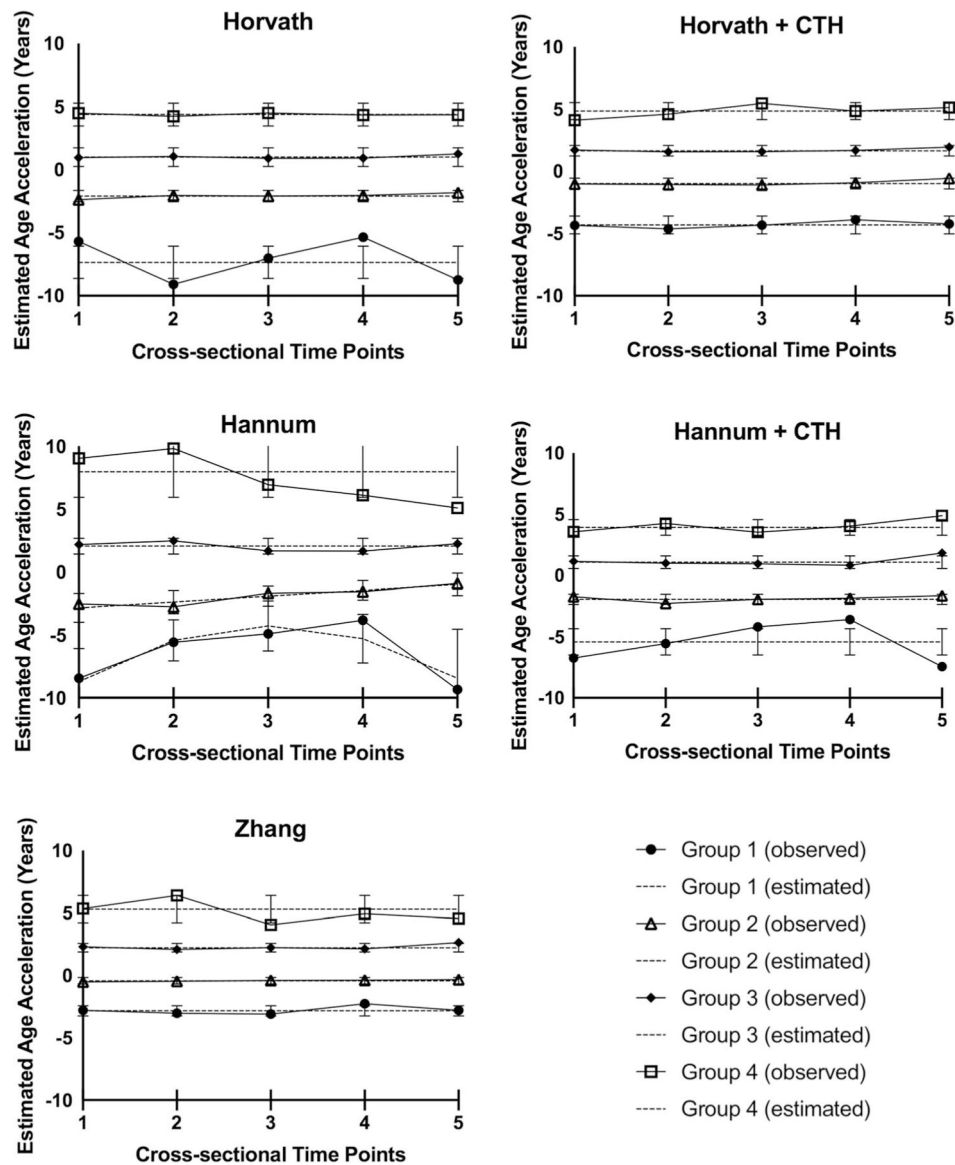 Horvath
Estimated Age Acceleration (Years)
10
5
0
-5
-10
1 2 3 4 5
Cross-sectional Time Points
Horvath + CTH
Estimated Age Acceleration (Years)
10
5
0
-5
-10
1 2 3 4 5
Cross-sectional Time Points
Hannum
Estimated Age Acceleration (Years)
10
5
0
-5
-10
1 2 3 4 5
Cross-sectional Time Points
Hannum + CTH
Estimated Age Acceleration (Years)
10
5
0
-5
-10
1 2 3 4 5
Cross-sectional Time Points
Zhang
Estimated Age Acceleration (Years)
10
5
0
-5
-10
1 2 3 4 5
Cross-sectional Time Points
Group 1 (observed)
Group 1 (estimated)
Group 2 (observed)
Group 2 (estimated)
Group 3 (observed)
Group 3 (estimated)
Group 4 (observed)
Group 4 (estimated)